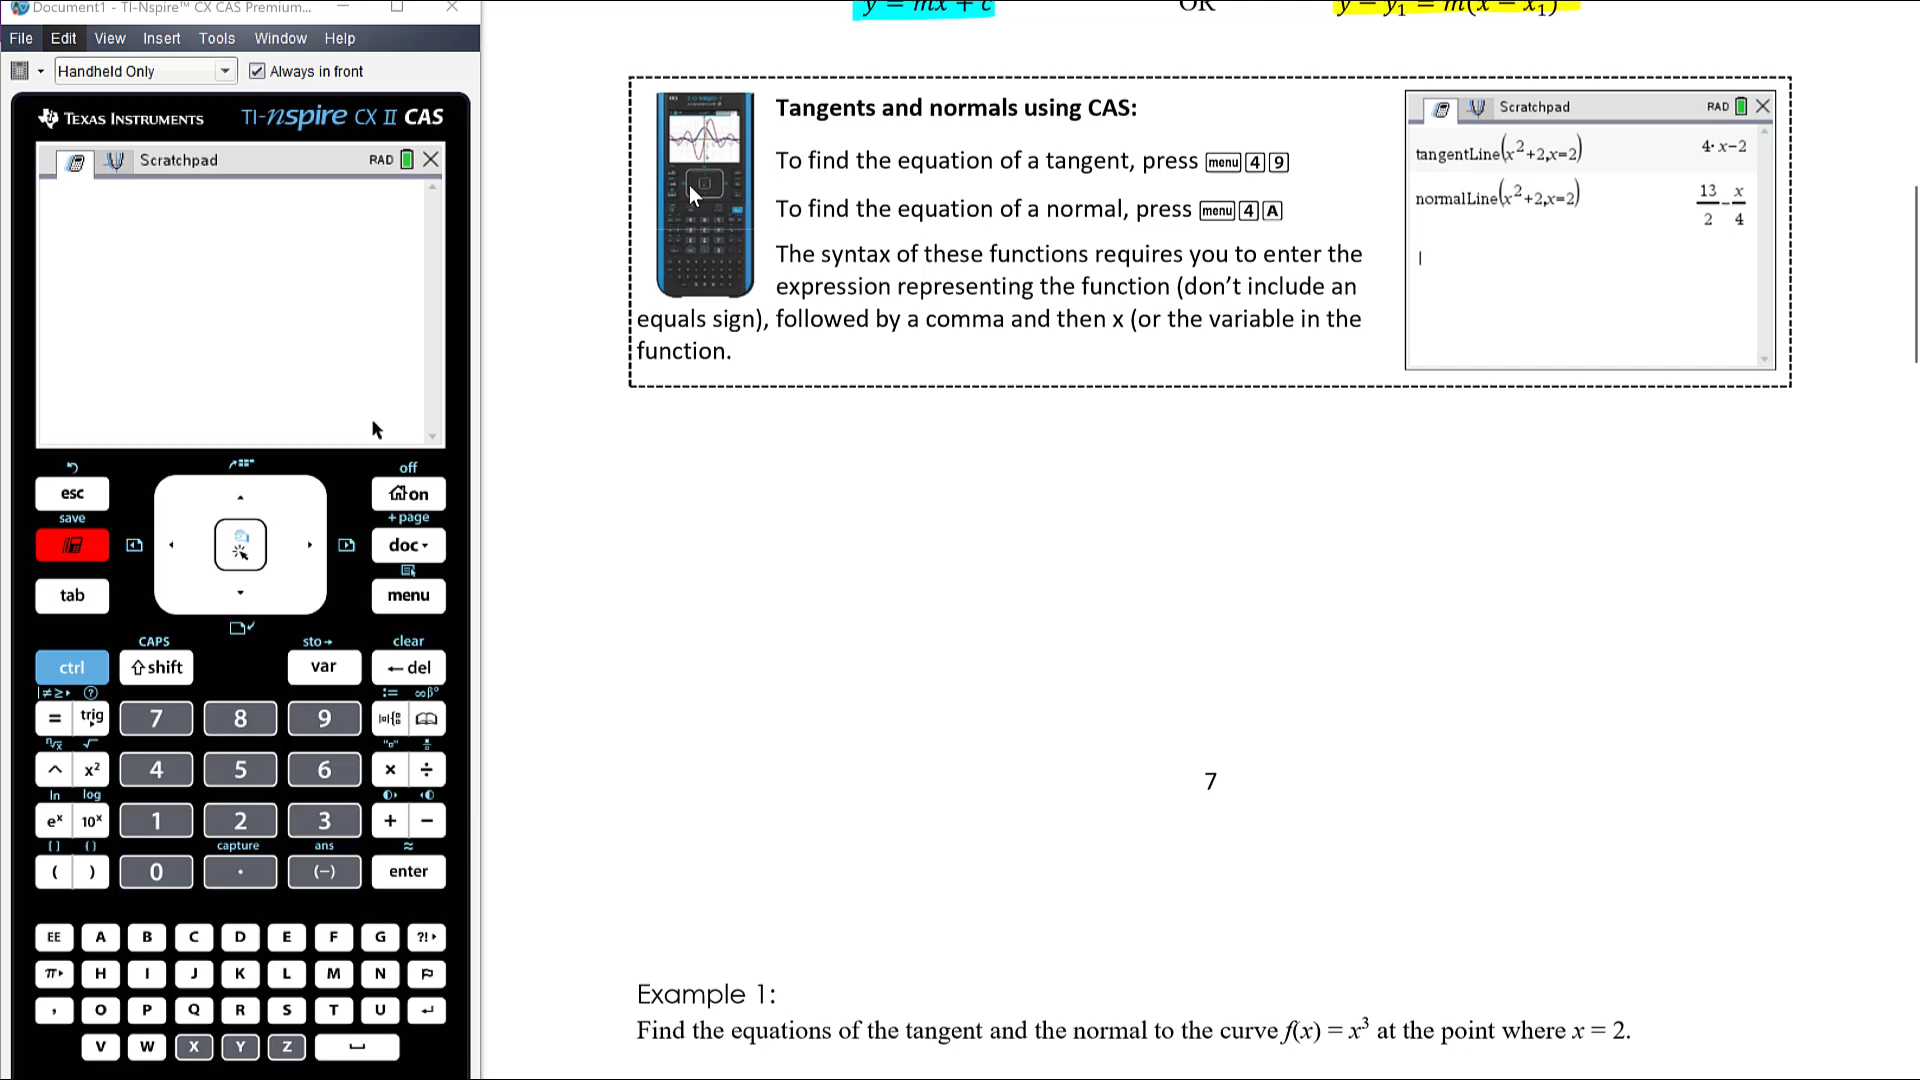 Document1 - TI-Nspire™ CX CAS Premium...
File Edit View Insert Tools Window Help
Handheld Only
Always in front
TEXAS INSTRUMENTS TI-nspire CX II CAS
Scratchpad RAD
off
esc on
save + page
doc
tab menu
CAPS sto→ clear
ctrl shift var ←del
|≠≥▸ ? := ∞β°
= trig 7 8 9
ⁿ√x √
^ x² 4 5 6 × ÷
ln log
eˣ 10ˣ 1 2 3 + −
[ ] { } capture ans ≈
( ) 0 . (−) enter
EE A B C D E F G ?!▸
π▸ H I J K L M N
, O P Q R S T U
V W X Y Z
y = mx + c OR y − y₁ = m(x − x₁)
Tangents and normals using CAS:
To find the equation of a tangent, press menu 4 9
To find the equation of a normal, press menu 4 A
The syntax of these functions requires you to enter the
expression representing the function (don’t include an
equals sign), followed by a comma and then x (or the variable in the
function.
Scratchpad RAD
tangentLine(x²+2,x=2) 4·x−2
normalLine(x²+2,x=2) 13/2 − x/4
7
Example 1:
Find the equations of the tangent and the normal to the curve f(x) = x³ at the point where x = 2.